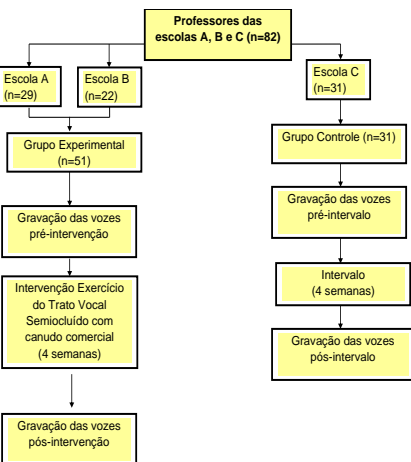 Professores das
escolas A, B e C (n=82)
Escola A
(n=29)
Escola B
(n=22)
Escola C
(n=31)
Grupo Experimental
(n=51)
Grupo Controle (n=31)
Gravação das vozes
pré-intervenção
Gravação das vozes
pré-intervalo
Intervenção Exercício
do Trato Vocal
Semiocluído com
canudo comercial
(4 semanas)
Intervalo
(4 semanas)
Gravação das vozes
pós-intervalo
Gravação das vozes
pós-intervenção